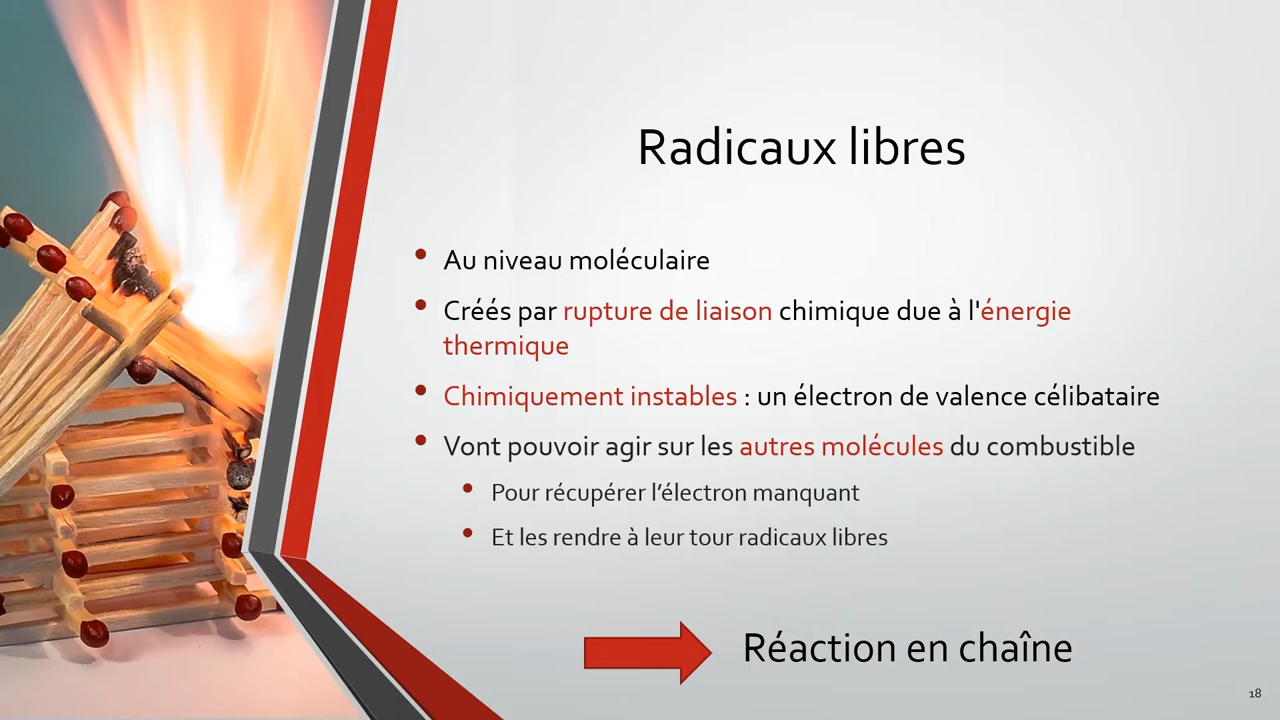 Radicaux libres
Au niveau moléculaire
Créés par rupture de liaison chimique due à l'énergie
thermique
Chimiquement instables : un électron de valence célibataire
Vont pouvoir agir sur les autres molécules du combustible
Pour récupérer l’électron manquant
Et les rendre à leur tour radicaux libres
Réaction en chaîne
18